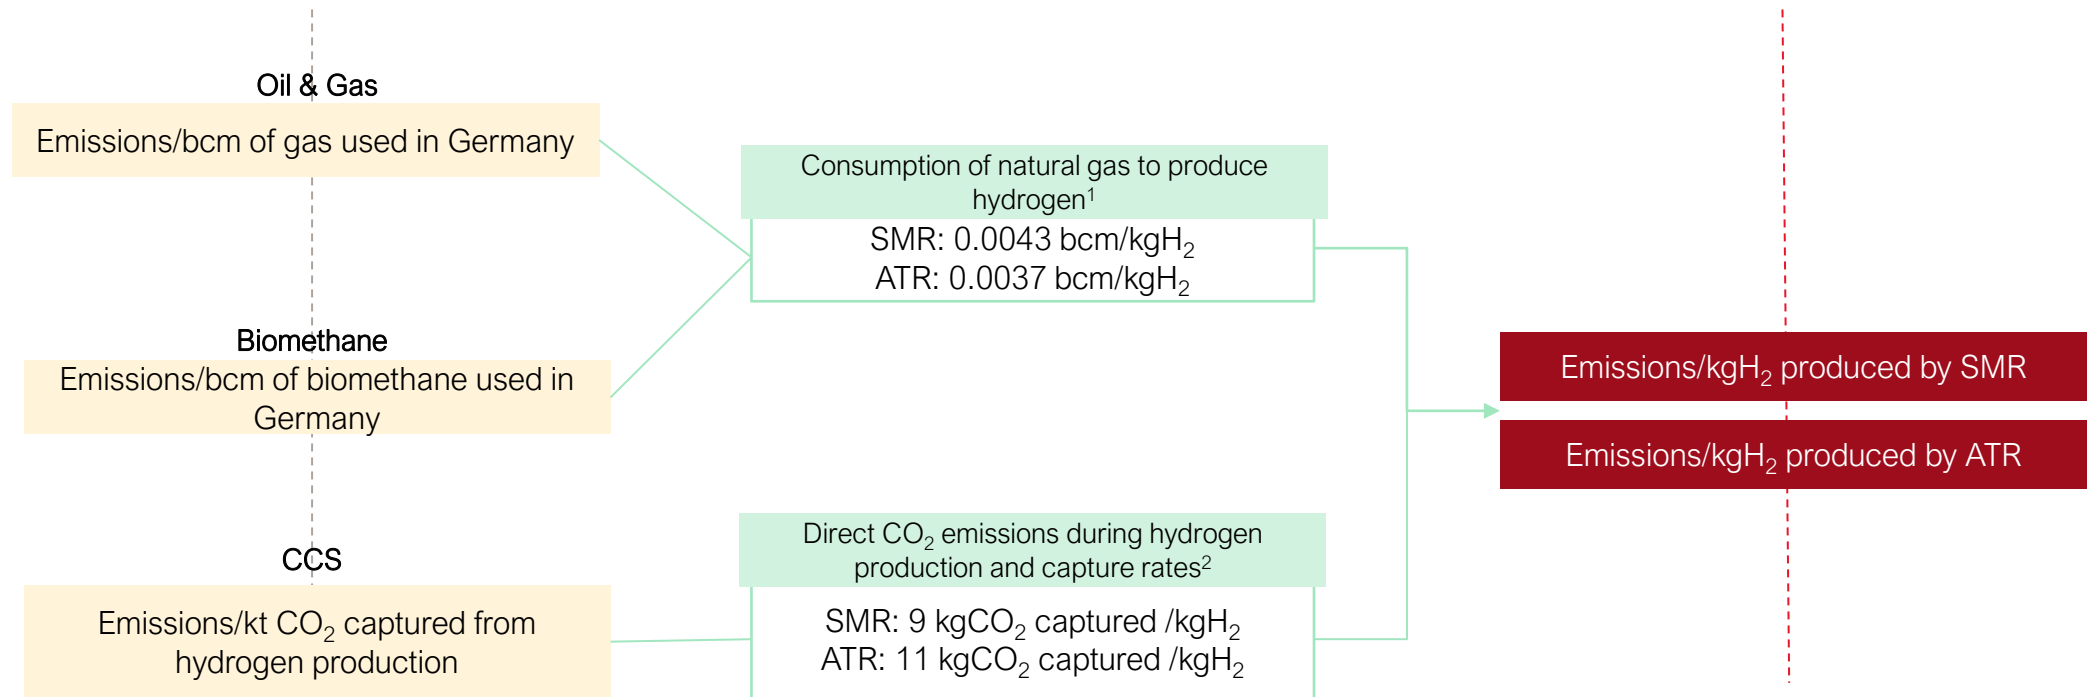 Oil & Gas
Emissions/bcm of gas used in Germany
Consumption of natural gas to produce
hydrogen¹
SMR: 0.0043 bcm/kgH₂
ATR: 0.0037 bcm/kgH₂
Biomethane
Emissions/bcm of biomethane used in
Germany
Emissions/kgH₂ produced by SMR
Emissions/kgH₂ produced by ATR
CCS
Emissions/kt CO₂ captured from
hydrogen production
Direct CO₂ emissions during hydrogen
production and capture rates²
SMR: 9 kgCO₂ captured /kgH₂
ATR: 11 kgCO₂ captured /kgH₂